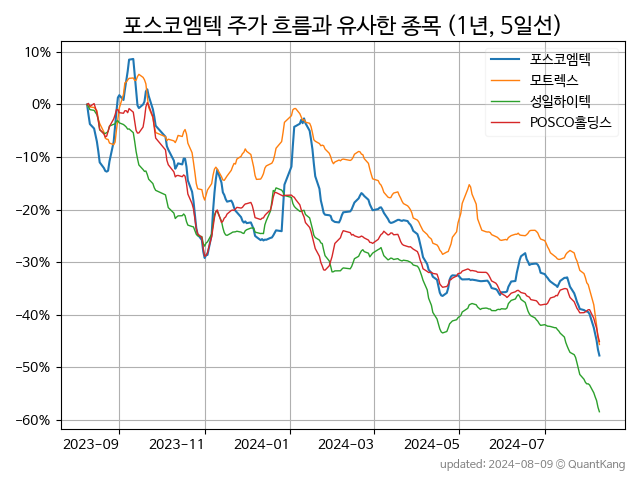 포스코엠텍 주가 흐름과 유사한 종목 (1년, 5일선)
포스코엠텍
모트렉스
성일하이텍
POSCO홀딩스
10%
0%
−10%
−20%
−30%
−40%
−50%
−60%
2023-09
2023-11
2024-01
2024-03
2024-05
2024-07
updated: 2024-08-09 © QuantKang